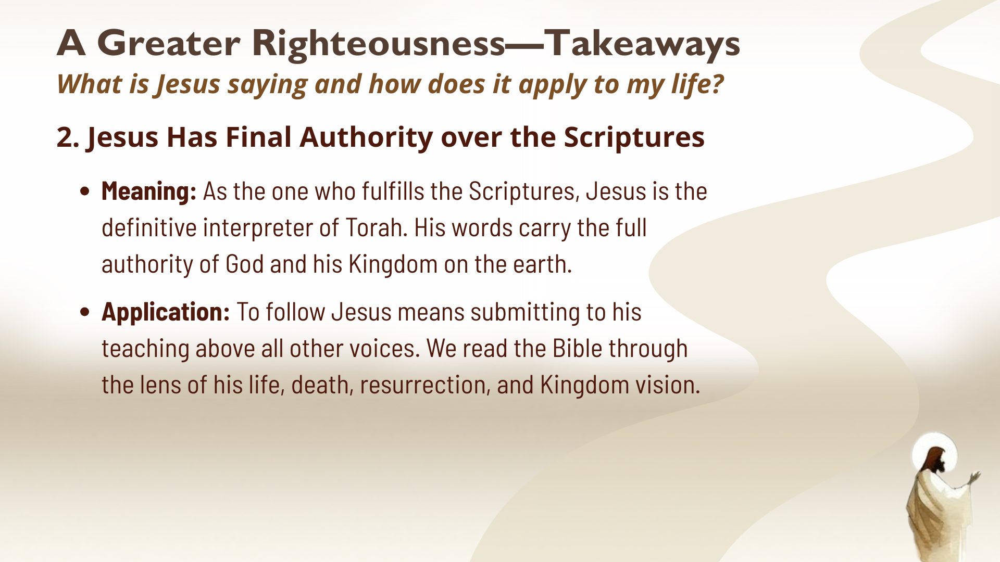 A Greater Righteousness—Takeaways
What is Jesus saying and how does it apply to my life?
2. Jesus Has Final Authority over the Scriptures
• Meaning: As the one who fulfills the Scriptures, Jesus is the
definitive interpreter of Torah. His words carry the full
authority of God and his Kingdom on the earth.
• Application: To follow Jesus means submitting to his
teaching above all other voices. We read the Bible through
the lens of his life, death, resurrection, and Kingdom vision.